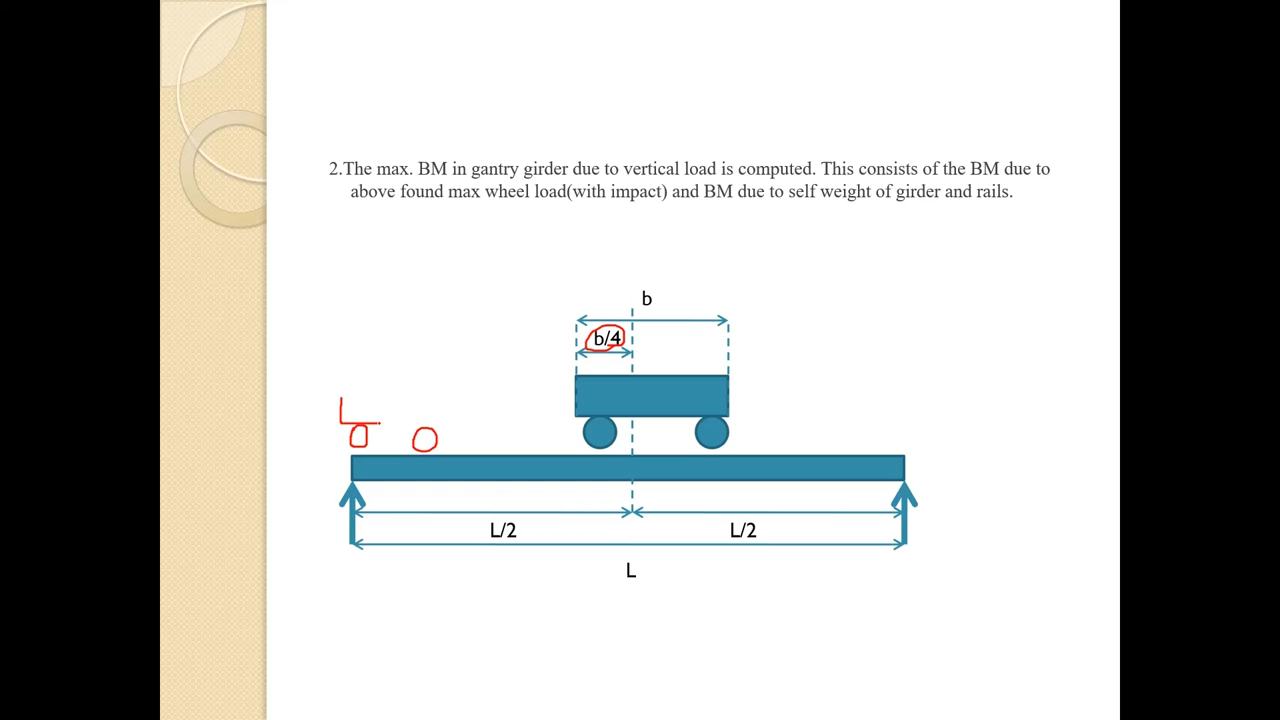 2.The max. BM in gantry girder due to vertical load is computed. This consists of the BM due to
above found max wheel load(with impact) and BM due to self weight of girder and rails.
b
b/4
L/2
L/2
L